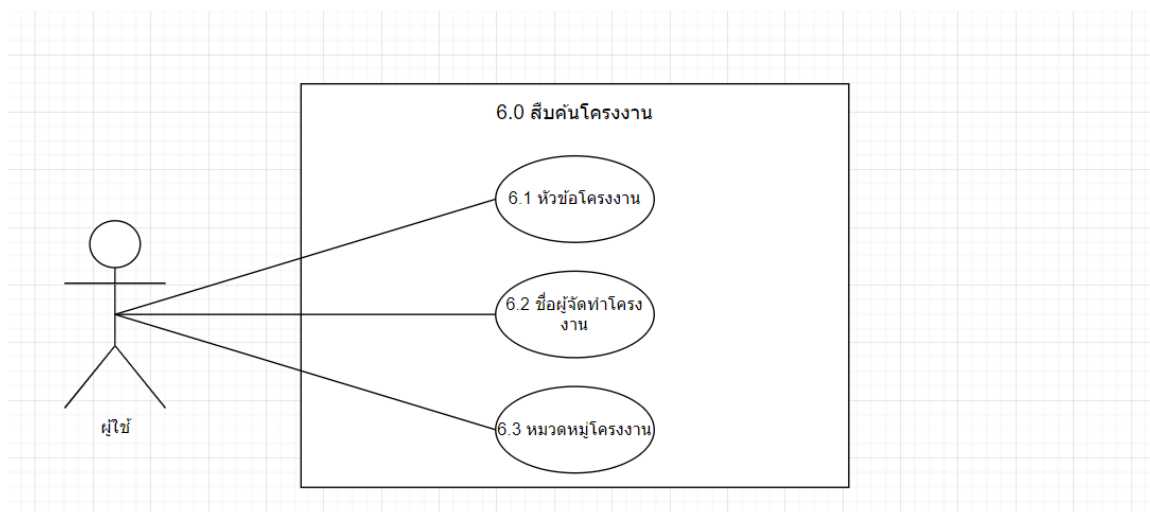 6.0 สืบค้นโครงงาน
6.1 หัวข้อโครงงาน
6.2 ชื่อผู้จัดทำโครง
งาน
6.3 หมวดหมู่โครงงาน
ผู้ใช้